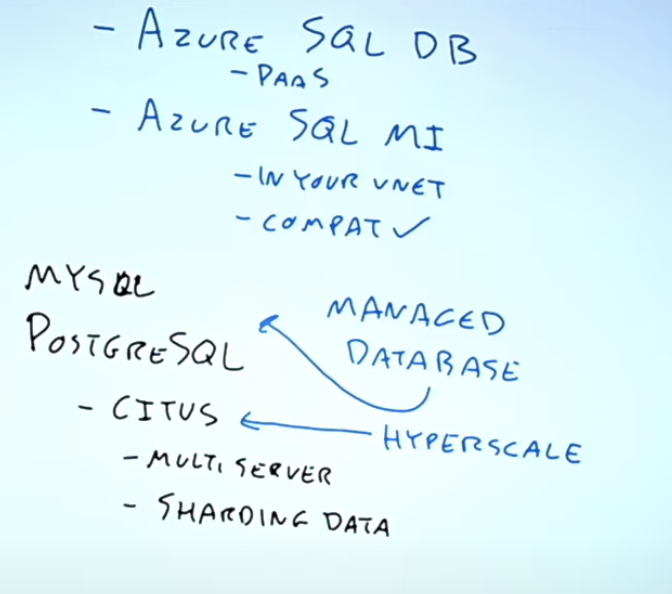 - AZURE SQL DB
- PAAS
- AZURE SQL MI
- IN YOUR VNET
- COMPAT ✓
MYSQL
POSTGRESQL
- CITUS
- MULTI SERVER
- SHARDING DATA
MANAGED
DATABASE
HYPERSCALE